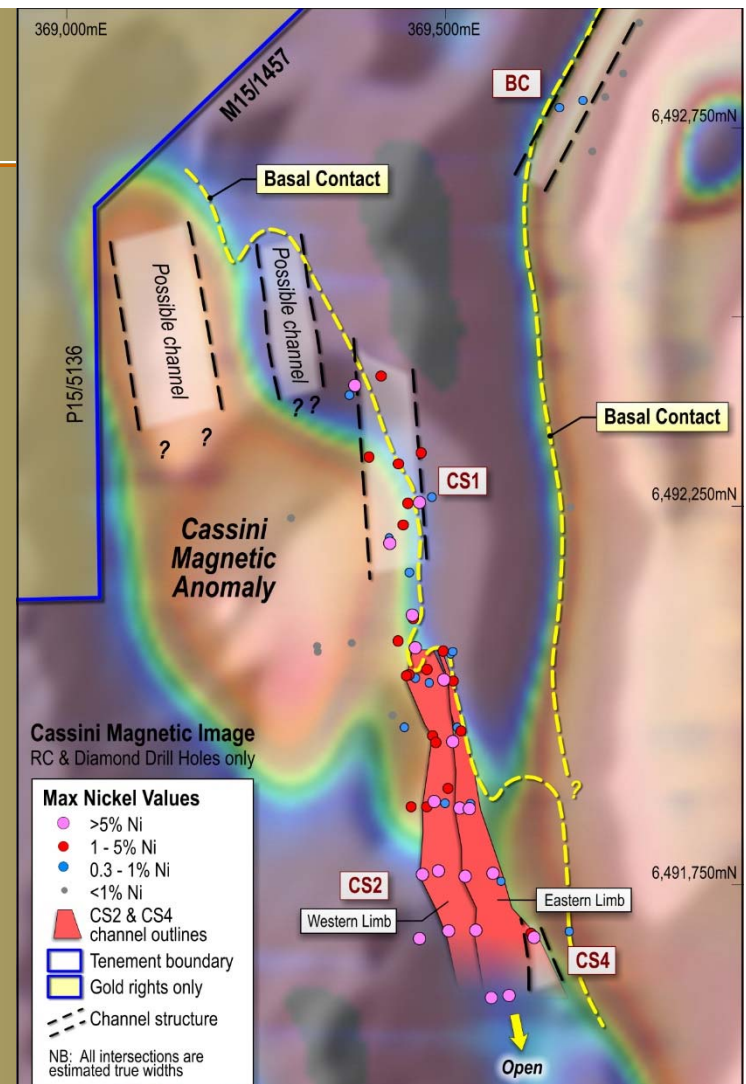 369,000mE
369,500mE
M15/1457
BC
6,492,750mN
Basal Contact
Possible channel
Possible channel
P15/5136
? ?
? ?
Basal Contact
CS1
6,492,250mN
Cassini
Magnetic
Anomaly
Cassini Magnetic Image
RC & Diamond Drill Holes only
?
Max Nickel Values
>5% Ni
1 - 5% Ni
0.3 - 1% Ni
<1% Ni
CS2 & CS4
channel outlines
Tenement boundary
Gold rights only
Channel structure
NB: All intersections are
estimated true widths
6,491,750mN
CS2
Eastern Limb
Western Limb
CS4
Open